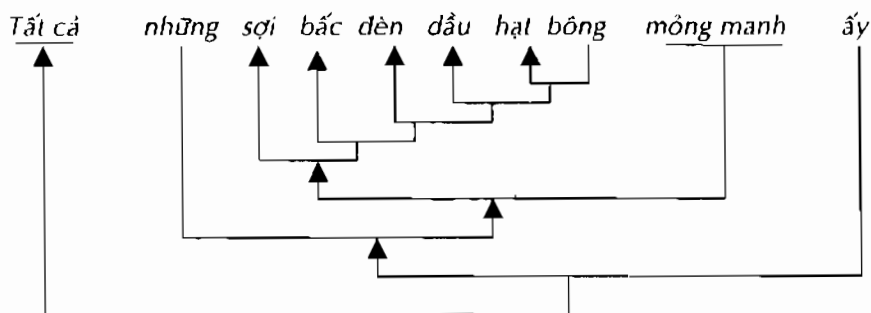 Tất cả những sợi bấc đèn dầu hạt bông mỏng manh ấy